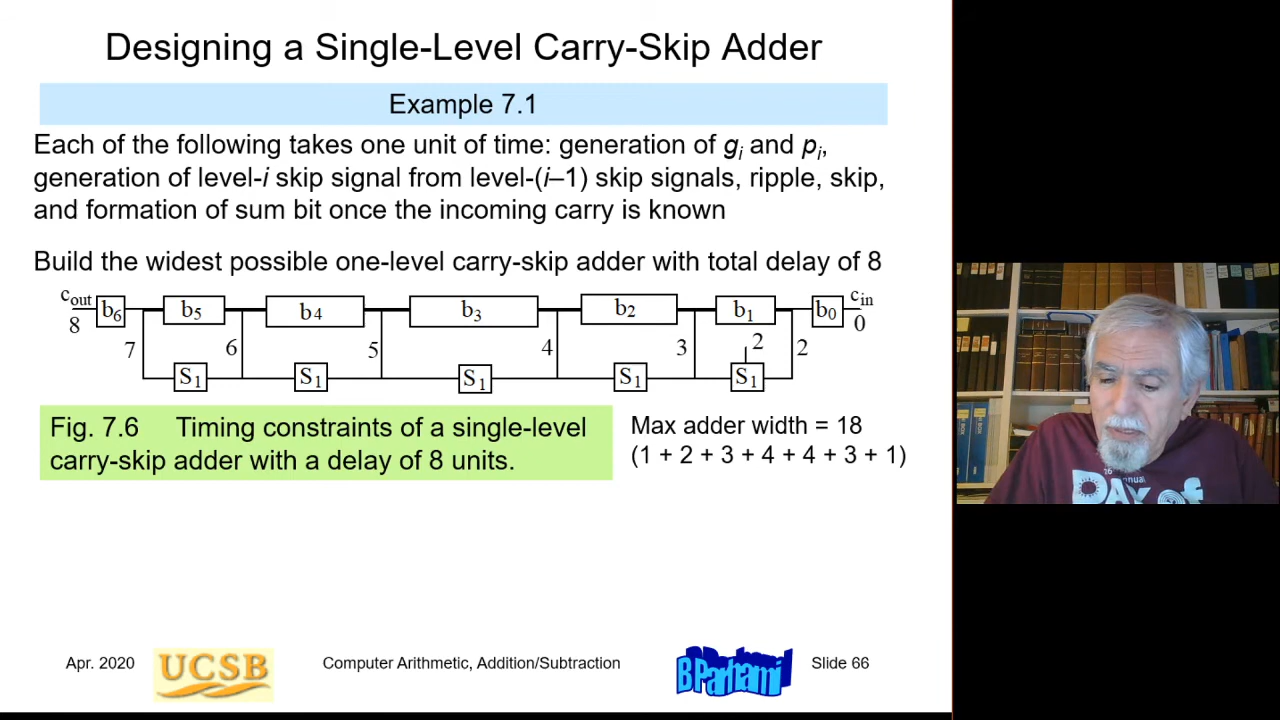 Designing a Single-Level Carry-Skip Adder
Example 7.1
Each of the following takes one unit of time: generation of gi and pi,
generation of level-i skip signal from level-(i–1) skip signals, ripple, skip,
and formation of sum bit once the incoming carry is known
Build the widest possible one-level carry-skip adder with total delay of 8
cout b6 b5 b4 b3 b2 b1 b0 cin
8 7 6 5 4 3 2 2 0
S1 S1 S1 S1 S1
Fig. 7.6 Timing constraints of a single-level
carry-skip adder with a delay of 8 units.
Max adder width = 18
(1 + 2 + 3 + 4 + 4 + 3 + 1)
DAY of
Apr. 2020 UCSB Computer Arithmetic, Addition/Subtraction B Parhami Slide 66